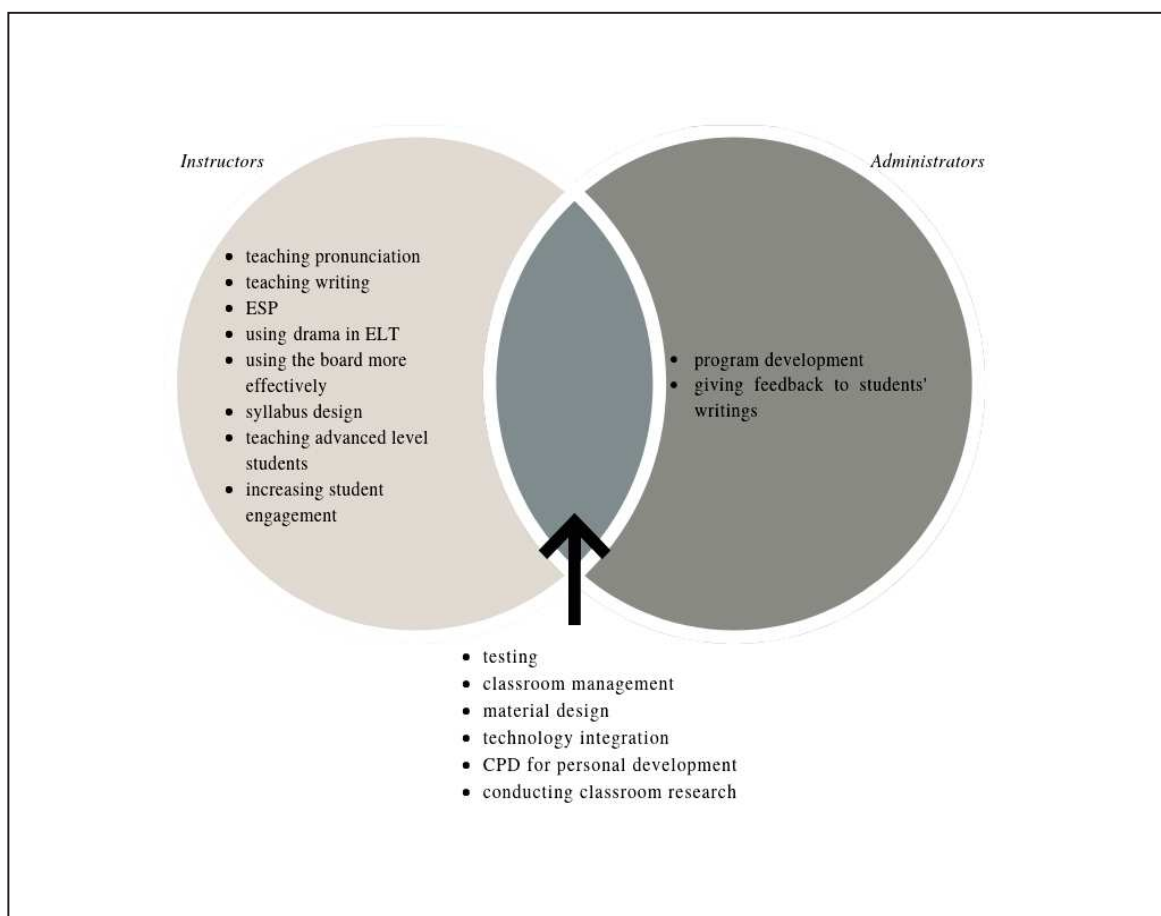 Instructors
Administrators
• teaching pronunciation
• teaching writing
• ESP
• using drama in ELT
• using the board more
effectively
• syllabus design
• teaching advanced level
students
• increasing student
engagement
• program development
• giving feedback to students'
writings
• testing
• classroom management
• material design
• technology integration
• CPD for personal development
• conducting classroom research